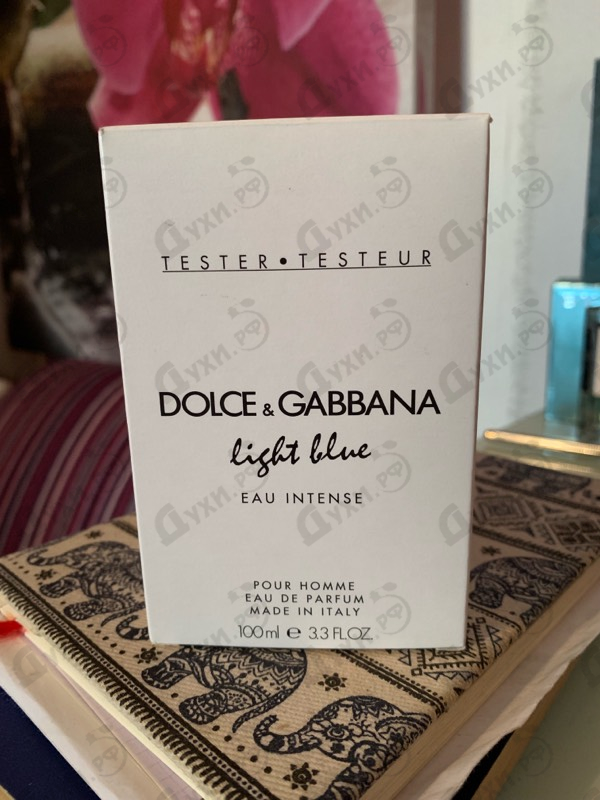 TESTER • TESTEUR
DOLCE & GABBANA
light blue
EAU INTENSE
POUR HOMME
EAU DE PARFUM
MADE IN ITALY
100 ml ℮ 3.3 FL.OZ.
Духи.РФ